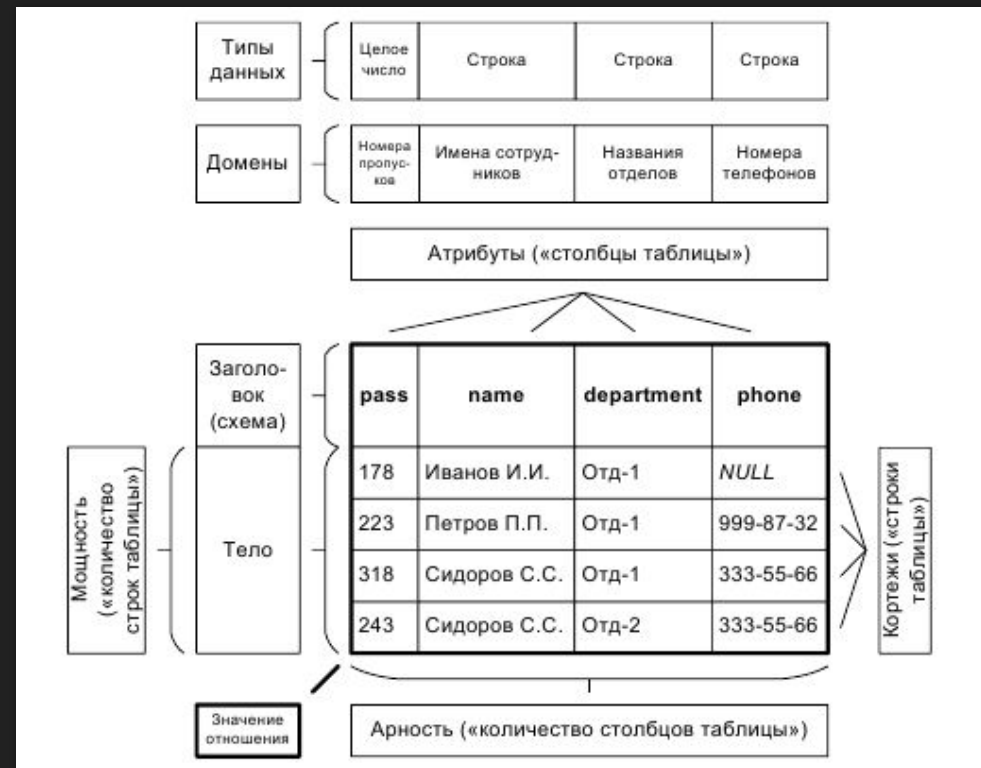 Типы
данных
Целое
число
Строка
Строка
Строка
Домены
Номера
пропус-
ков
Имена сотруд-
ников
Названия
отделов
Номера
телефонов
Атрибуты («столбцы таблицы»)
Заголо-
вок
(схема)
pass name department phone
Мощность
(«количество
строк таблицы»)
Тело
178 Иванов И.И. Отд-1 NULL
223 Петров П.П. Отд-1 999-87-32
318 Сидоров С.С. Отд-1 333-55-66
243 Сидоров С.С. Отд-2 333-55-66
Кортежи («строки
таблицы»)
Значение
отношения
Арность («количество столбцов таблицы»)